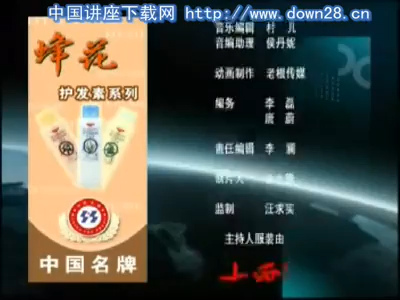 中国讲座下载网 http://www.down28.cn
蜂花
护发素系列
中国名牌
音乐编辑 村儿
音编助理 侯丹妮
动画制作 老根传媒
编务 李磊
唐蔚
责任编辑 李
监制 汪求实
主持人服装由
上西